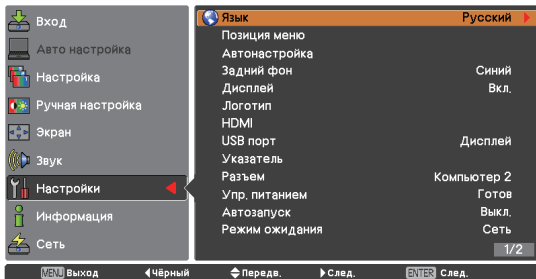 Вход
Авто настройка
Настройка
Ручная настройка
Экран
Звук
Настройки
Информация
Сеть
Язык Русский
Позиция меню
Автонастройка
Задний фон Синий
Дисплей Вкл.
Логотип
HDMI
USB порт Дисплей
Указатель
Разъем Компьютер 2
Упр. питанием Готов
Автозапуск Выкл.
Режим ожидания Сеть
1/2
MENU Выход Чёрный Передв. След. ENTER След.